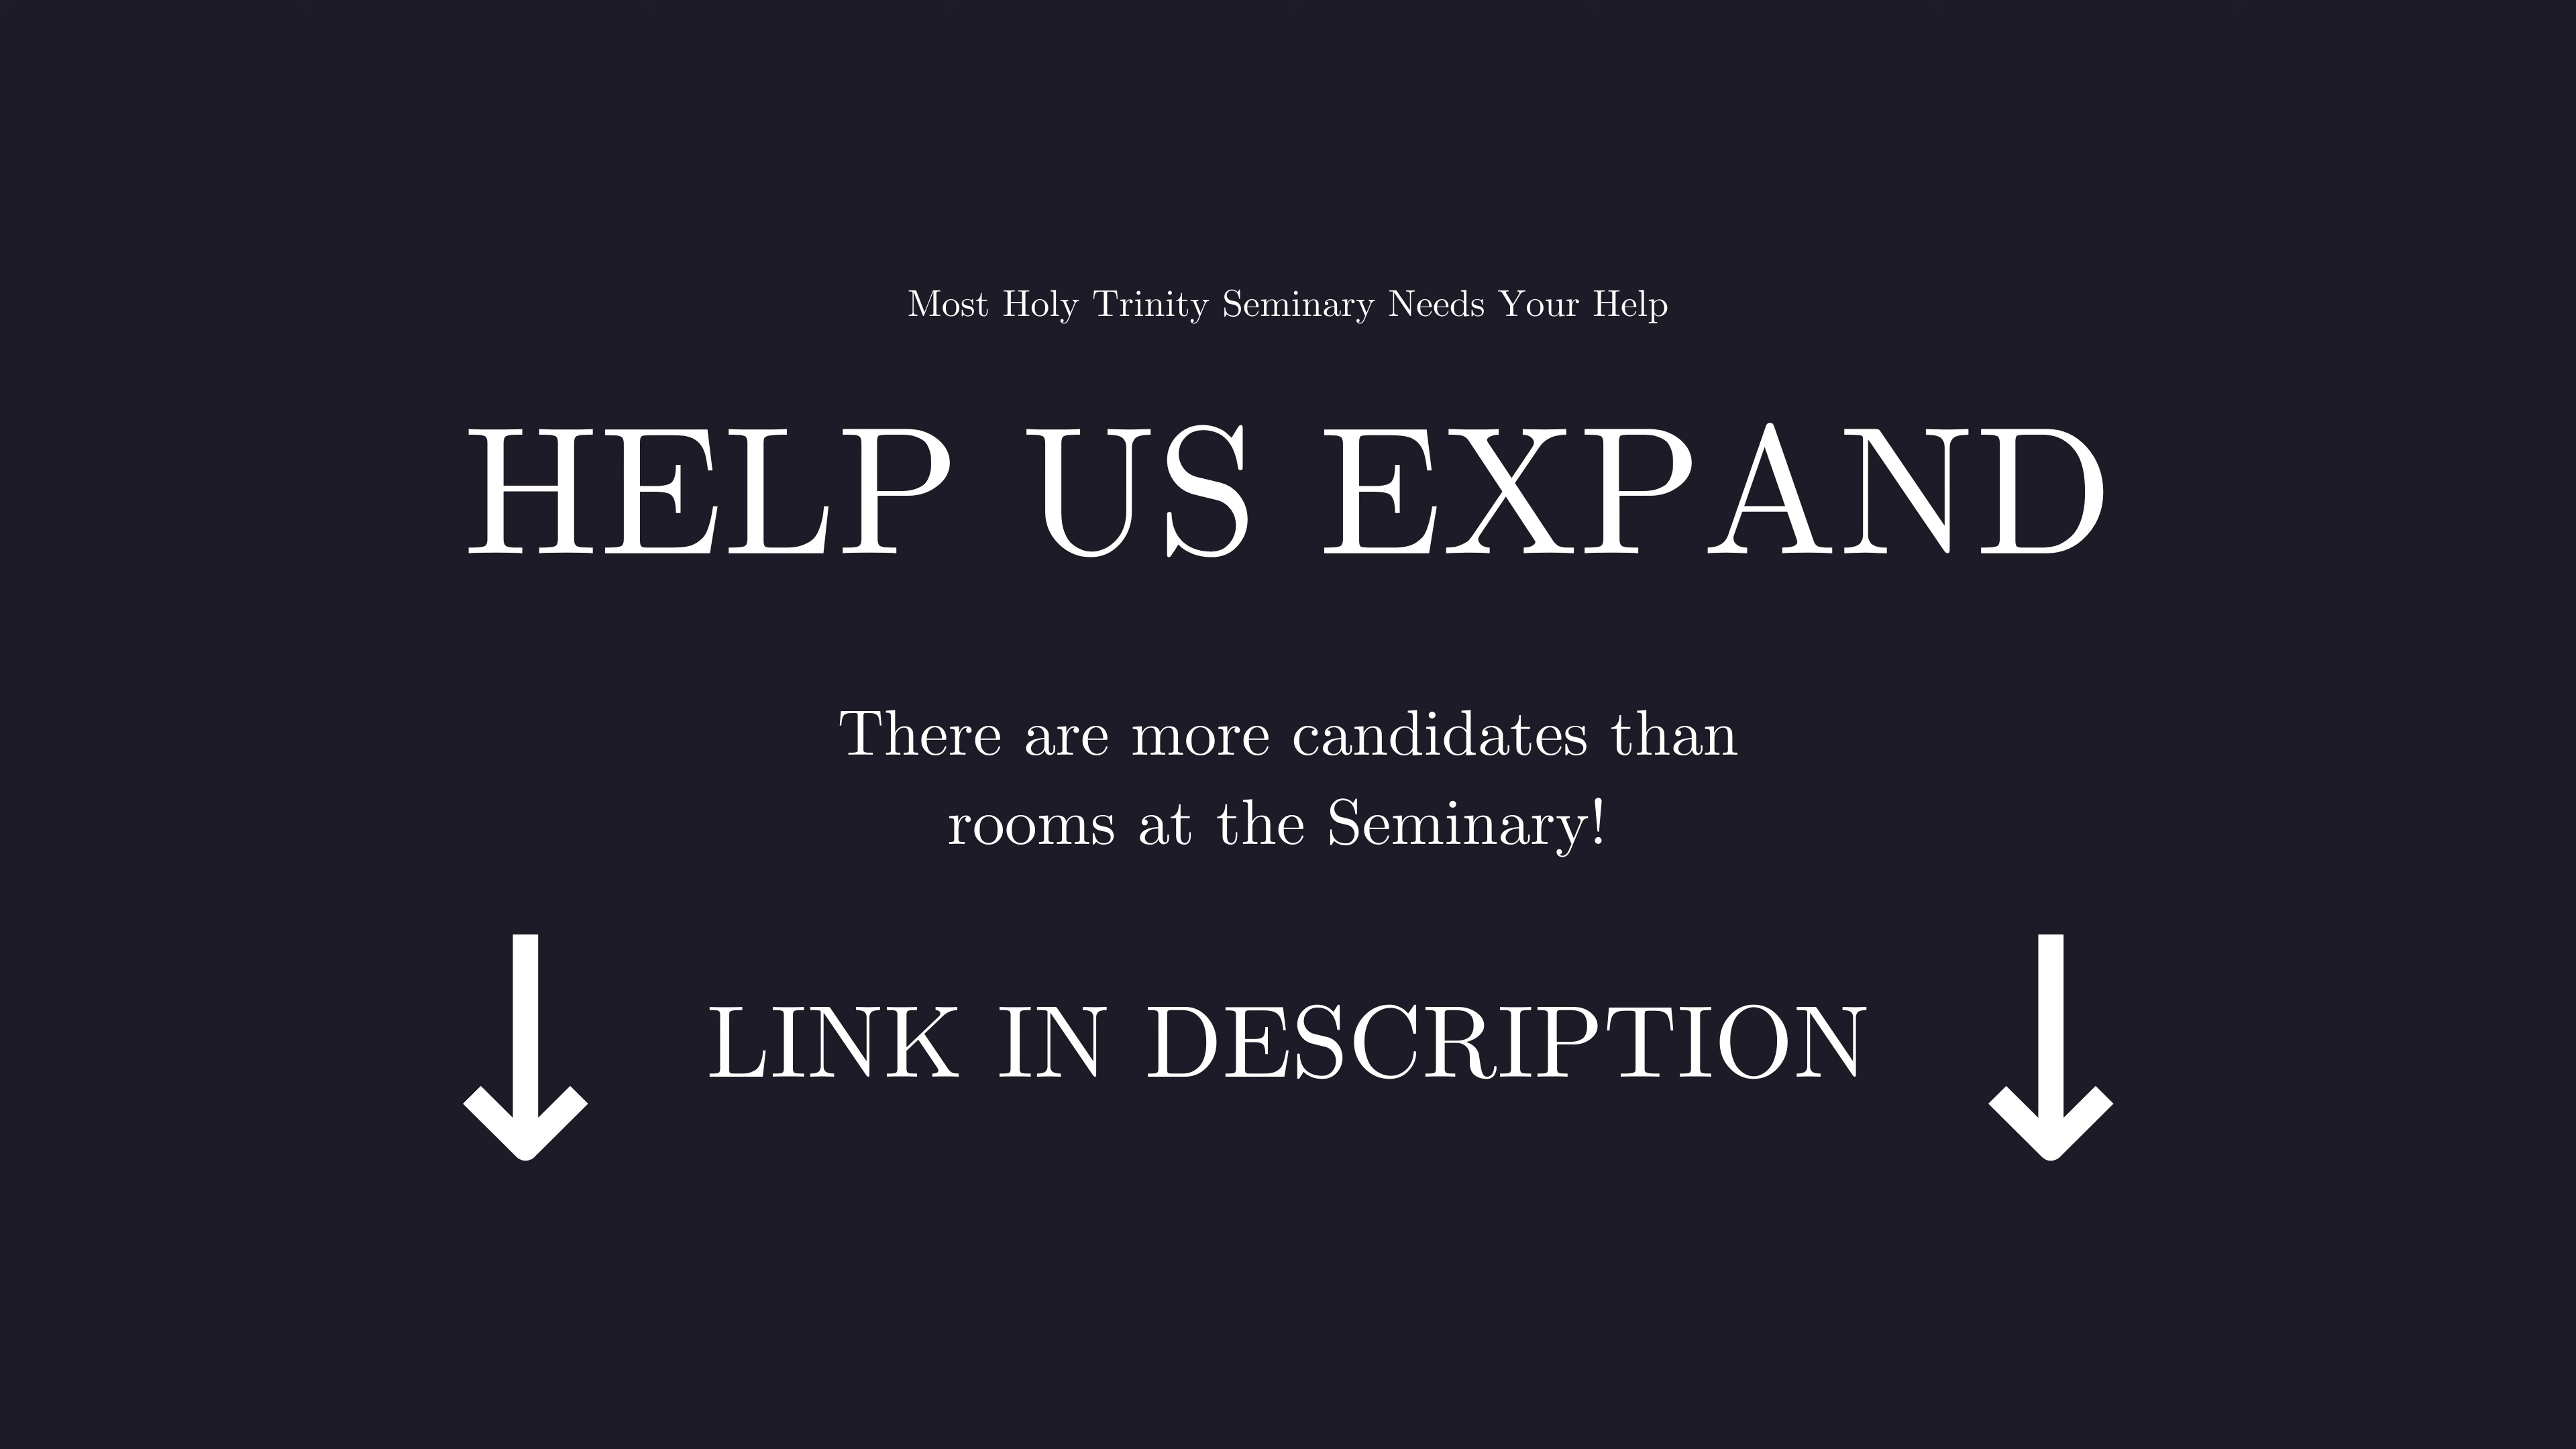 Most Holy Trinity Seminary Needs Your Help
HELP US EXPAND
There are more candidates than
rooms at the Seminary!
LINK IN DESCRIPTION